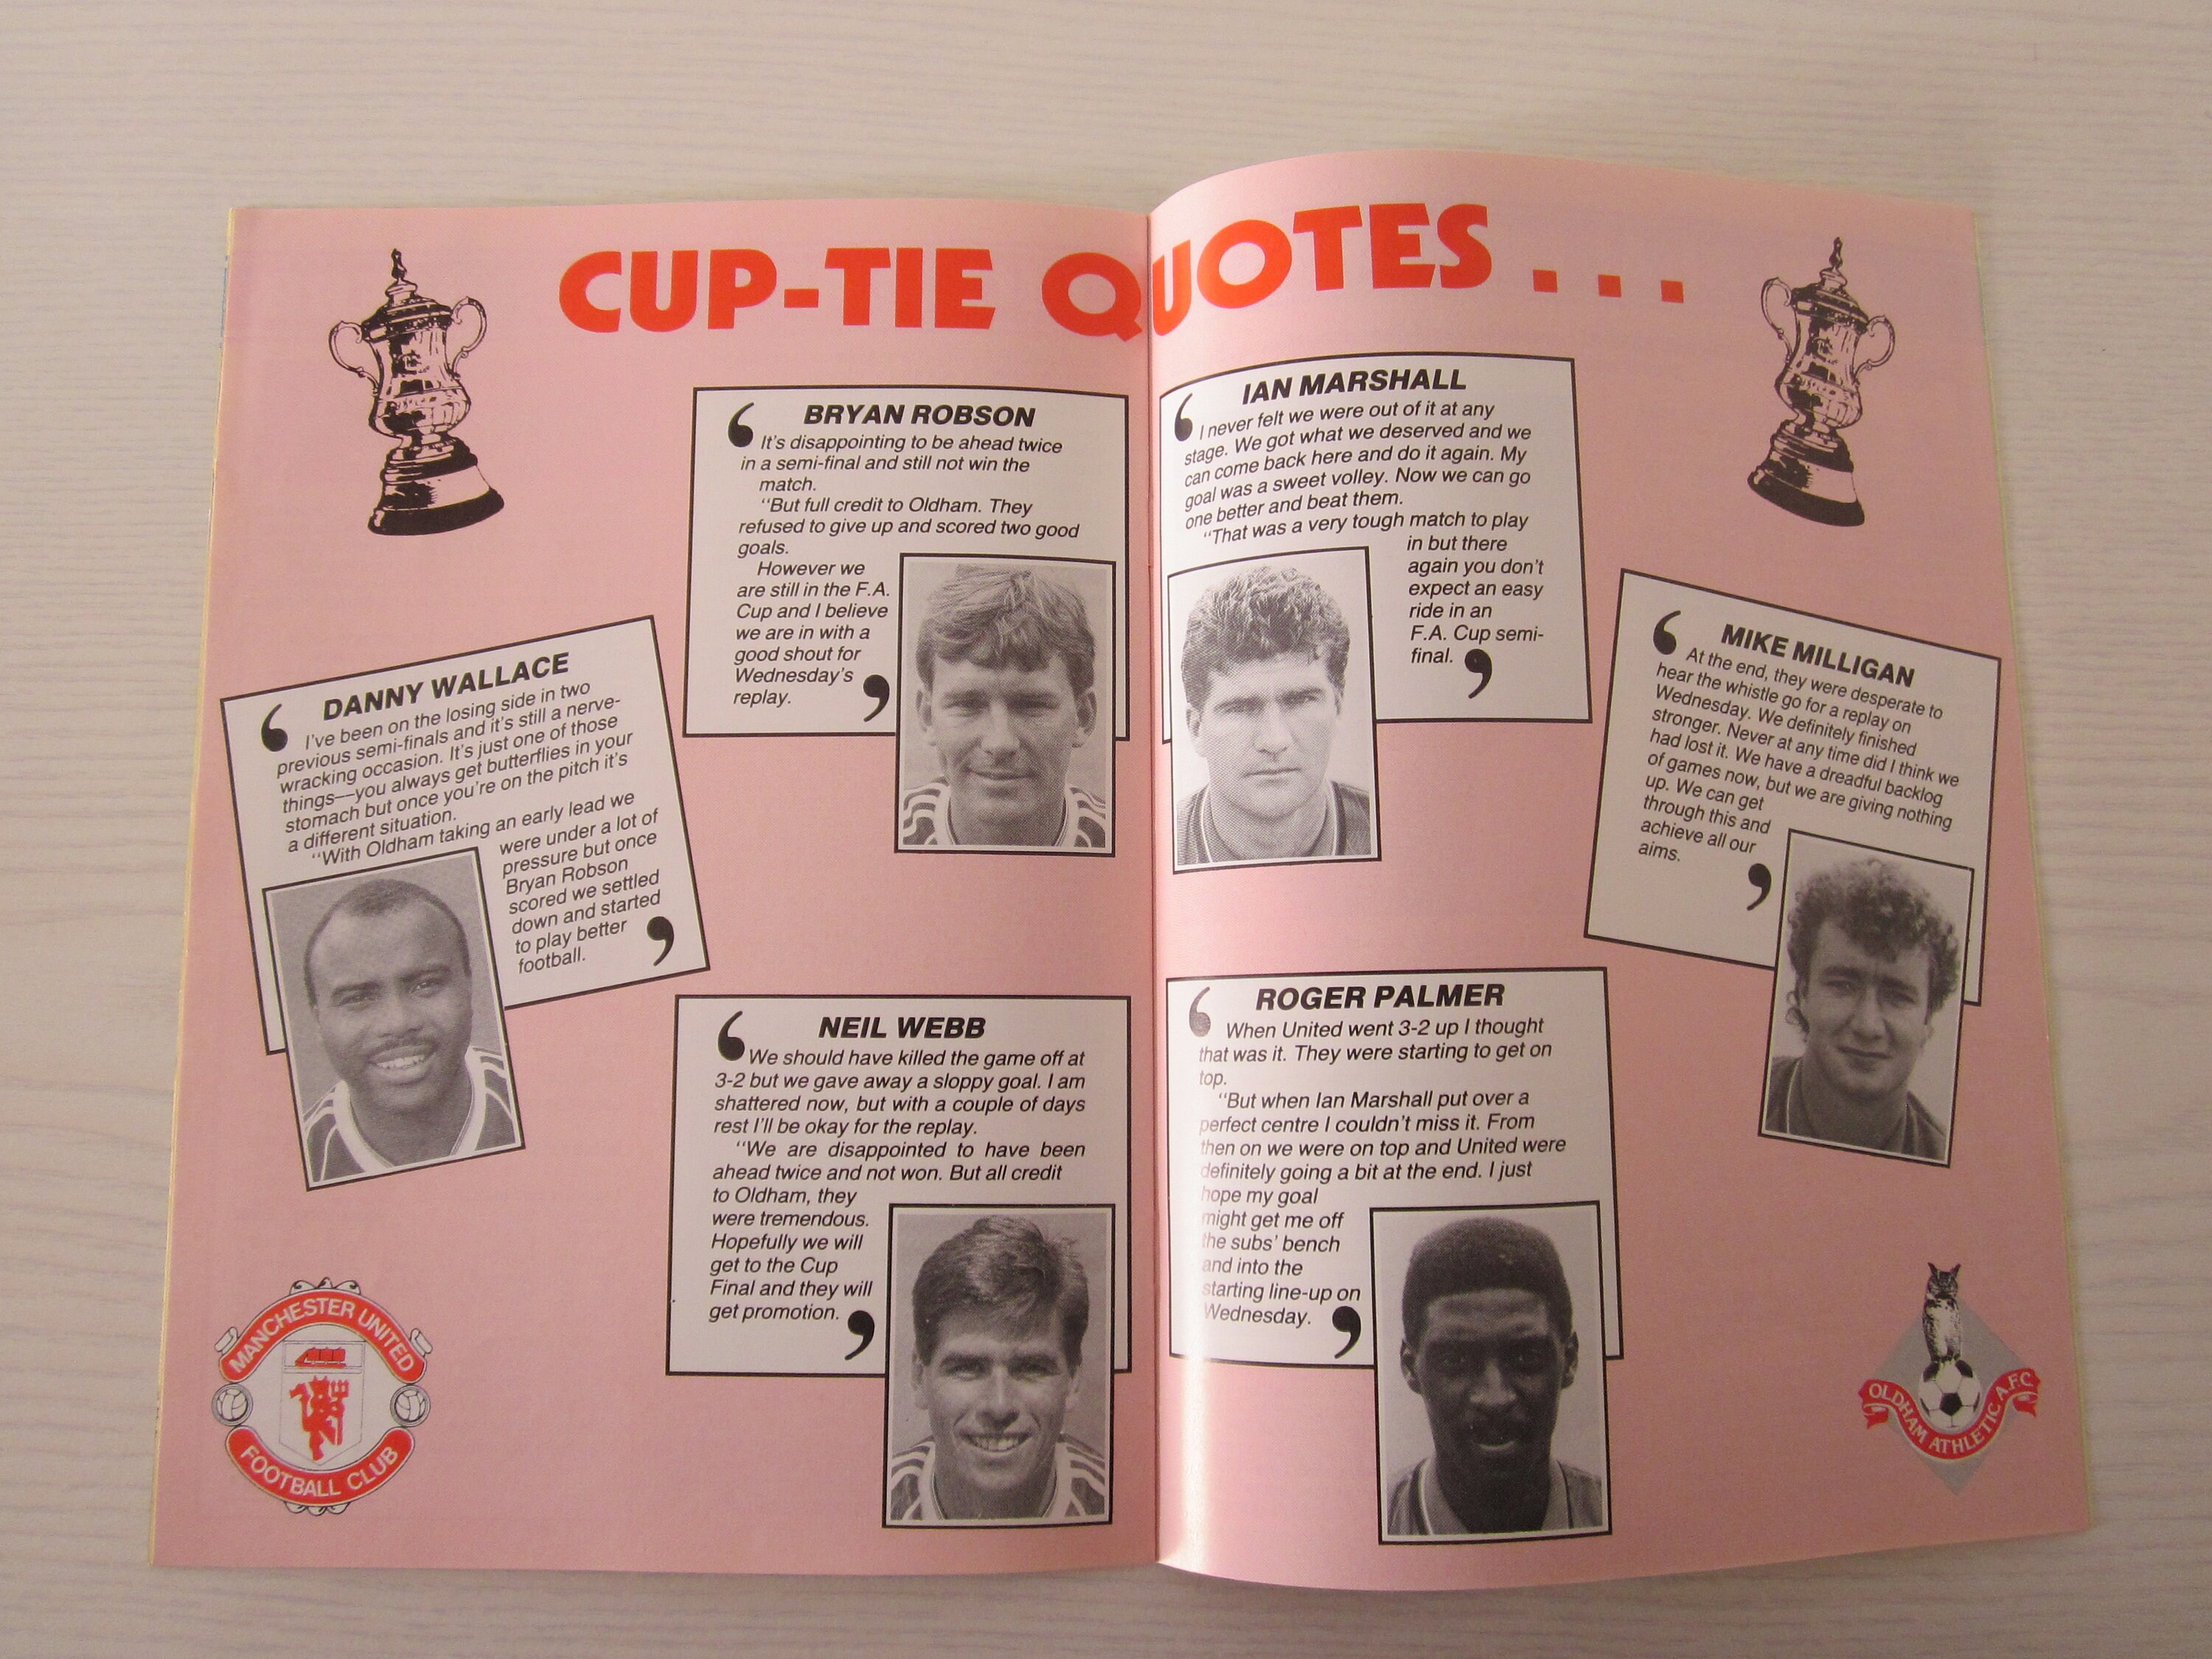 CUP-TIE QUOTES...
BRYAN ROBSON
‘It's disappointing to be ahead twice
in a semi-final and still not win the
match.
“But full credit to Oldham. They
refused to give up and scored two good
goals.
However we
are still in the F.A.
Cup and I believe
we are in with a
good shout for
Wednesday's
replay.’
DANNY WALLACE
‘I've been on the losing side in two
previous semi-finals and it's still a nerve-
wracking occasion. It's just one of those
things—you always get butterflies in your
stomach but once you're on the pitch it's
a different situation.
“With Oldham taking an early lead we
were under a lot of
pressure but once
Bryan Robson
scored we settled
down and started
to play better
football.’
NEIL WEBB
‘We should have killed the game off at
3-2 but we gave away a sloppy goal. I am
shattered now, but with a couple of days
rest I'll be okay for the replay.
“We are disappointed to have been
ahead twice and not won. But all credit
to Oldham, they
were tremendous.
Hopefully we will
get to the Cup
Final and they will
get promotion.’
MANCHESTER UNITED
FOOTBALL CLUB
IAN MARSHALL
‘I never felt we were out of it at any
stage. We got what we deserved and we
can come back here and do it again. My
goal was a sweet volley. Now we can go
one better and beat them.
“That was a very tough match to play
in but there
again you don't
expect an easy
ride in an
F.A. Cup semi-
final.’
MIKE MILLIGAN
‘At the end, they were desperate to
hear the whistle go for a replay on
Wednesday. We definitely finished
stronger. Never at any time did I think we
had lost it. We have a dreadful backlog
of games now, but we are giving nothing
up. We can get
through this and
achieve all our
aims.’
ROGER PALMER
‘When United went 3-2 up I thought
that was it. They were starting to get on
top.
“But when Ian Marshall put over a
perfect centre I couldn't miss it. From
then on we were on top and United were
definitely going a bit at the end. I just
hope my goal
might get me off
the subs' bench
and into the
starting line-up on
Wednesday.’
OLDHAM ATHLETIC A.F.C